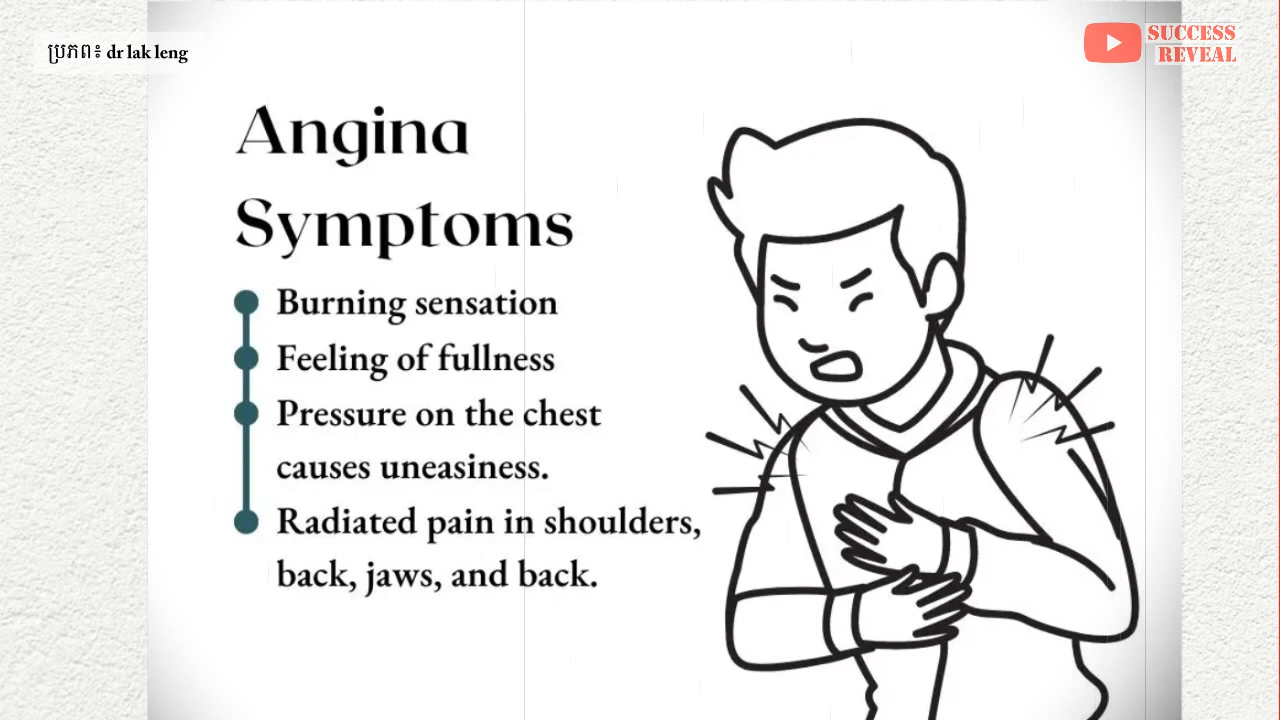 ប្រភព៖ dr lak leng
SUCCESS
REVEAL
Angina
Symptoms
Burning sensation
Feeling of fullness
Pressure on the chest
causes uneasiness.
Radiated pain in shoulders,
back, jaws, and back.